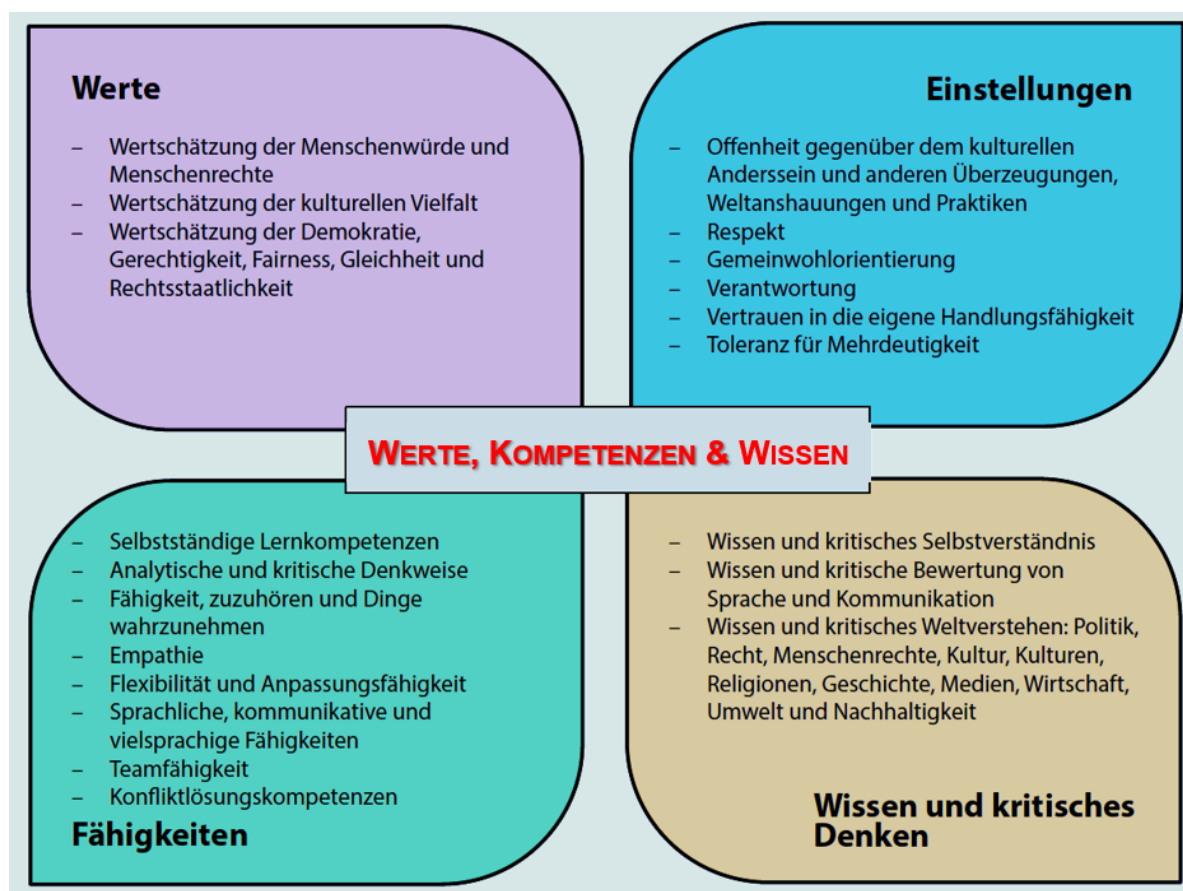 Werte
– Wertschätzung der Menschenwürde und
Menschenrechte
– Wertschätzung der kulturellen Vielfalt
– Wertschätzung der Demokratie,
Gerechtigkeit, Fairness, Gleichheit und
Rechtsstaatlichkeit
Einstellungen
– Offenheit gegenüber dem kulturellen
Anderssein und anderen Überzeugungen,
Weltanshauungen und Praktiken
– Respekt
– Gemeinwohlorientierung
– Verantwortung
– Vertrauen in die eigene Handlungsfähigkeit
– Toleranz für Mehrdeutigkeit
WERTE, KOMPETENZEN & WISSEN
– Selbstständige Lernkompetenzen
– Analytische und kritische Denkweise
– Fähigkeit, zuzuhören und Dinge
wahrzunehmen
– Empathie
– Flexibilität und Anpassungsfähigkeit
– Sprachliche, kommunikative und
vielsprachige Fähigkeiten
– Teamfähigkeit
– Konfliktlösungskompetenzen
Fähigkeiten
– Wissen und kritisches Selbstverständnis
– Wissen und kritische Bewertung von
Sprache und Kommunikation
– Wissen und kritisches Weltverstehen: Politik,
Recht, Menschenrechte, Kultur, Kulturen,
Religionen, Geschichte, Medien, Wirtschaft,
Umwelt und Nachhaltigkeit
Wissen und kritisches
Denken